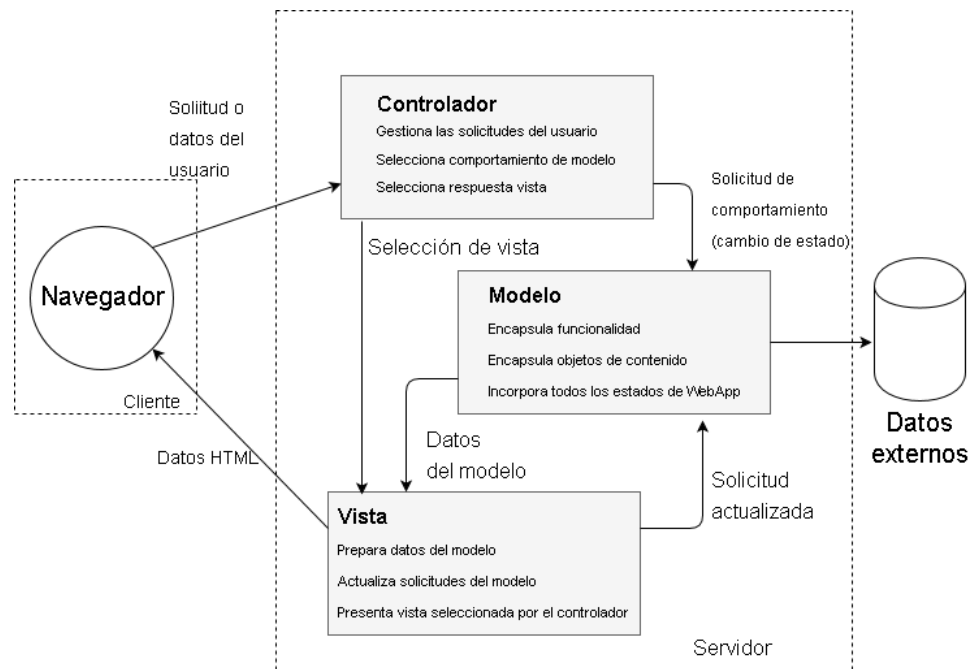 Soliitud o
datos del
usuario
Controlador
Gestiona las solicitudes del usuario
Selecciona comportamiento de modelo
Selecciona respuesta vista
Solicitud de
comportamiento
(cambio de estado)
Selección de vista
Navegador
Cliente
Modelo
Encapsula funcionalidad
Encapsula objetos de contenido
Incorpora todos los estados de WebApp
Datos
externos
Datos HTML
Datos
del modelo
Solicitud
actualizada
Vista
Prepara datos del modelo
Actualiza solicitudes del modelo
Presenta vista seleccionada por el controlador
Servidor